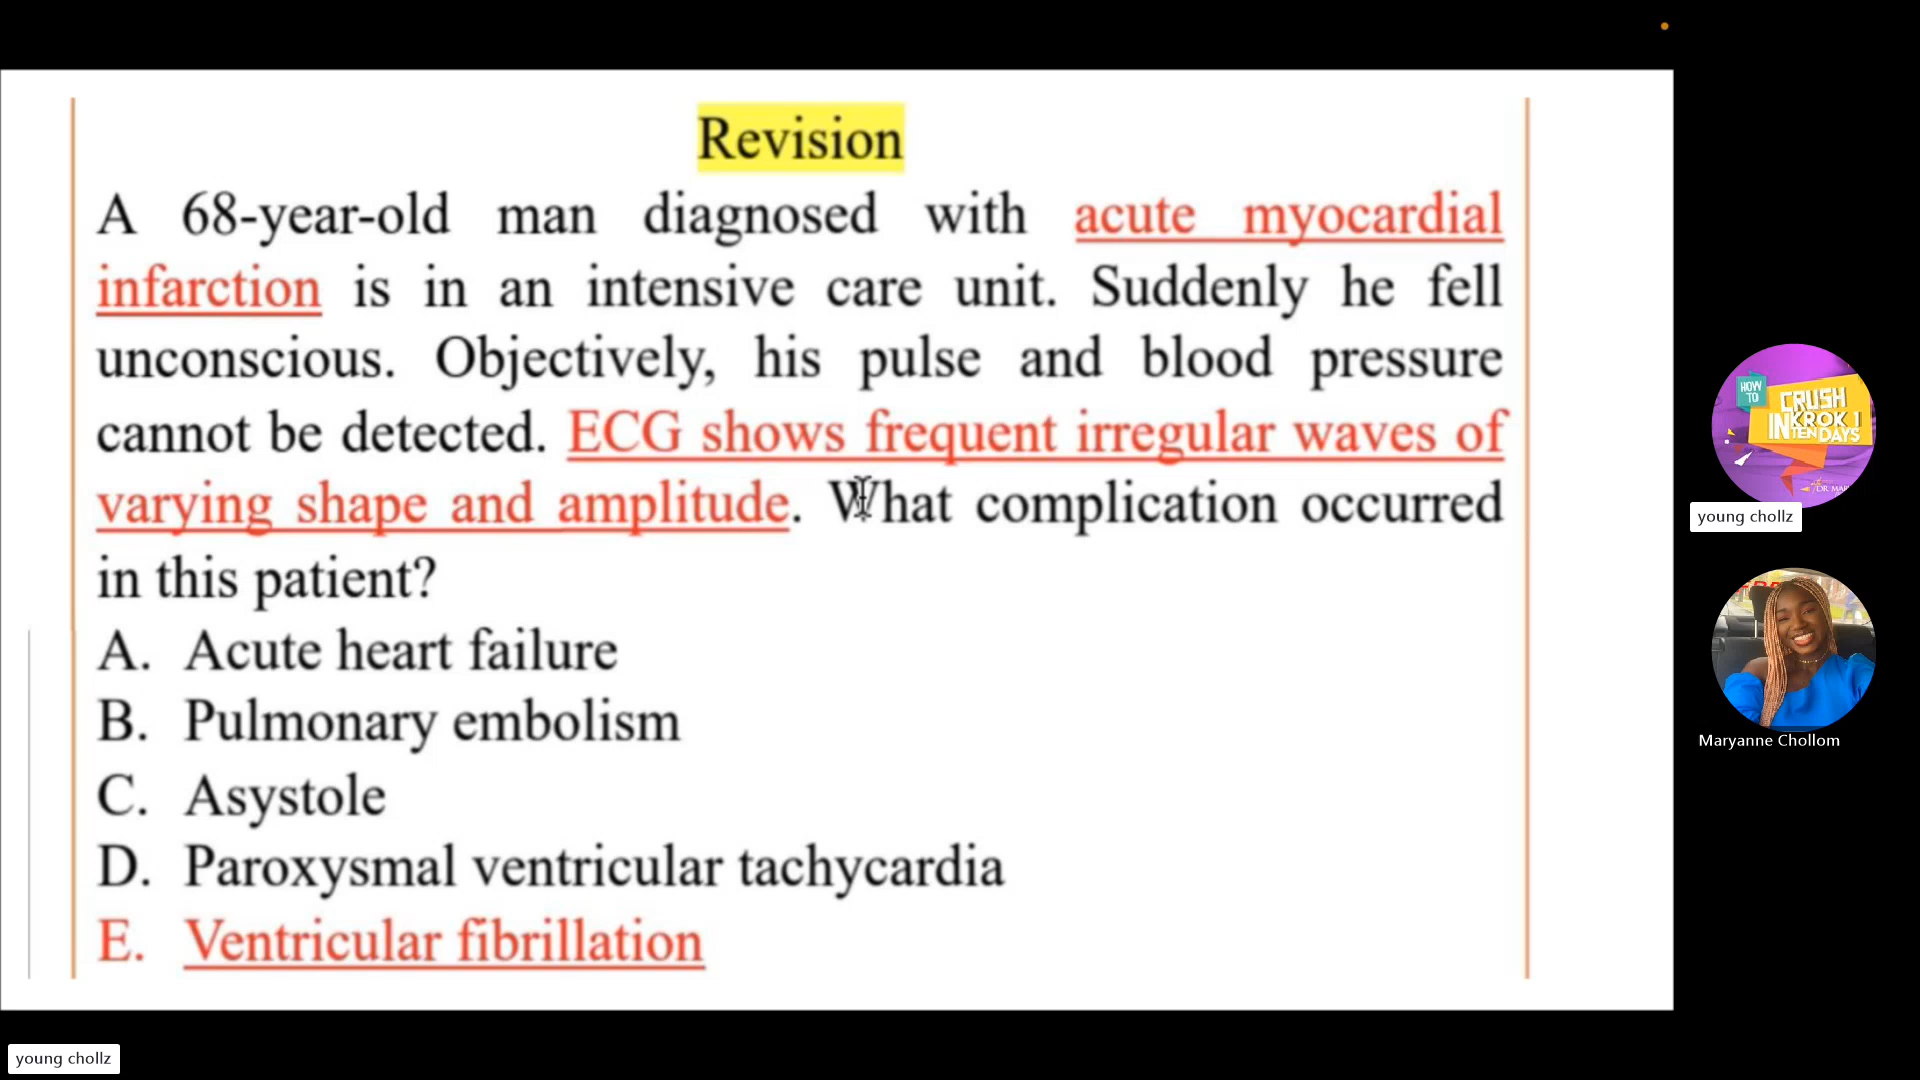 Revision
A 68-year-old man diagnosed with acute myocardial
infarction is in an intensive care unit. Suddenly he fell
unconscious. Objectively, his pulse and blood pressure
cannot be detected. ECG shows frequent irregular waves of
varying shape and amplitude. What complication occurred
in this patient?
A. Acute heart failure
B. Pulmonary embolism
C. Asystole
D. Paroxysmal ventricular tachycardia
E. Ventricular fibrillation
HOW
TO
CRUSH
KROK 1
IN TEN DAYS
young chollz
Maryanne Chollom
young chollz